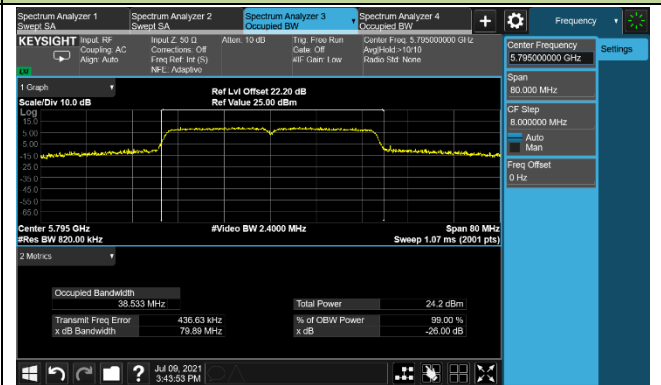 Spectrum Analyzer 1
Swept SA
Spectrum Analyzer 2
Swept SA
Spectrum Analyzer 3
Occupied BW
Spectrum Analyzer 4
Occupied BW
+
Frequency
KEYSIGHT
Input: RF
Coupling: AC
Align: Auto
Input Z: 50 Ω
Corrections: Off
Freq Ref: Int (S)
NFE: Adaptive
Atten: 10 dB
Trig: Free Run
Gate: Off
#IF Gain: Low
Center Freq: 5.795000000 GHz
Avg|Hold:>10/10
Radio Std: None
Center Frequency
5.795000000 GHz
Settings
Span
80.000 MHz
CF Step
8.000000 MHz
Auto
Man
Freq Offset
0 Hz
1 Graph
Scale/Div 10.0 dB
Ref Lvl Offset 22.20 dB
Ref Value 25.00 dBm
Log
15.0
5.00
-5.00
-15.0
-25.0
-35.0
-45.0
-55.0
-65.0
Center 5.795 GHz
#Res BW 820.00 kHz
#Video BW 2.4000 MHz
Span 80 MHz
Sweep 1.07 ms (2001 pts)
2 Metrics
Occupied Bandwidth
38.533 MHz
Total Power 24.2 dBm
Transmit Freq Error 436.63 kHz
% of OBW Power 99.00 %
x dB Bandwidth 79.89 MHz
x dB -26.00 dB
?
Jul 09, 2021
3:43:53 PM